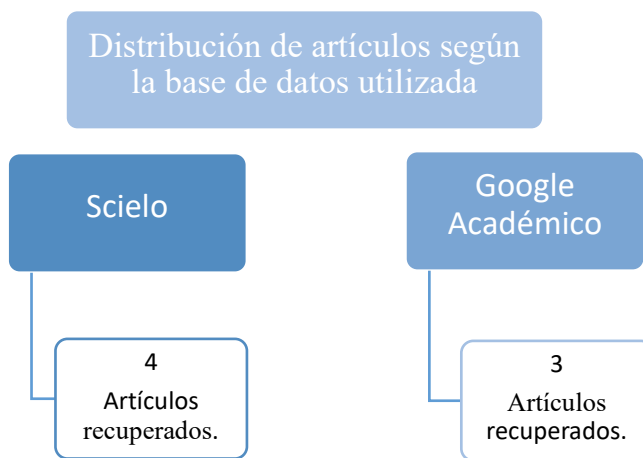 Distribución de artículos según
la base de datos utilizada
Scielo
Google
Académico
4
Artículos
recuperados.
3
Artículos
recuperados.